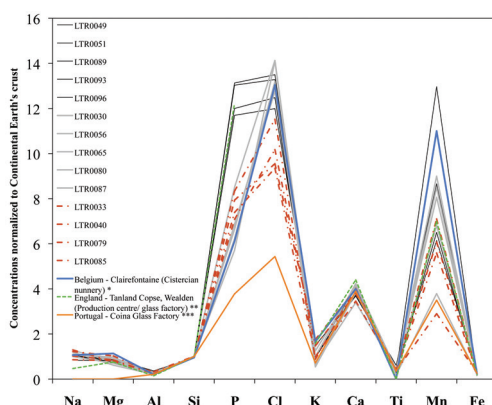 Concentrations normalized to Continental Earth's crust
16
14
12
10
8
6
4
2
0
LTR0049
LTR0051
LTR0089
LTR0093
LTR0096
LTR0030
LTR0056
LTR0065
LTR0080
LTR0087
LTR0033
LTR0040
LTR0079
LTR0085
Belgium - Clairefontaine (Cistercian
nunnery) *
England - Tanland Copse, Wealden
(Production centre/ glass factory) **
Portugal - Coina Glass Factory ***
Na Mg Al Si P Cl K Ca Ti Mn Fe